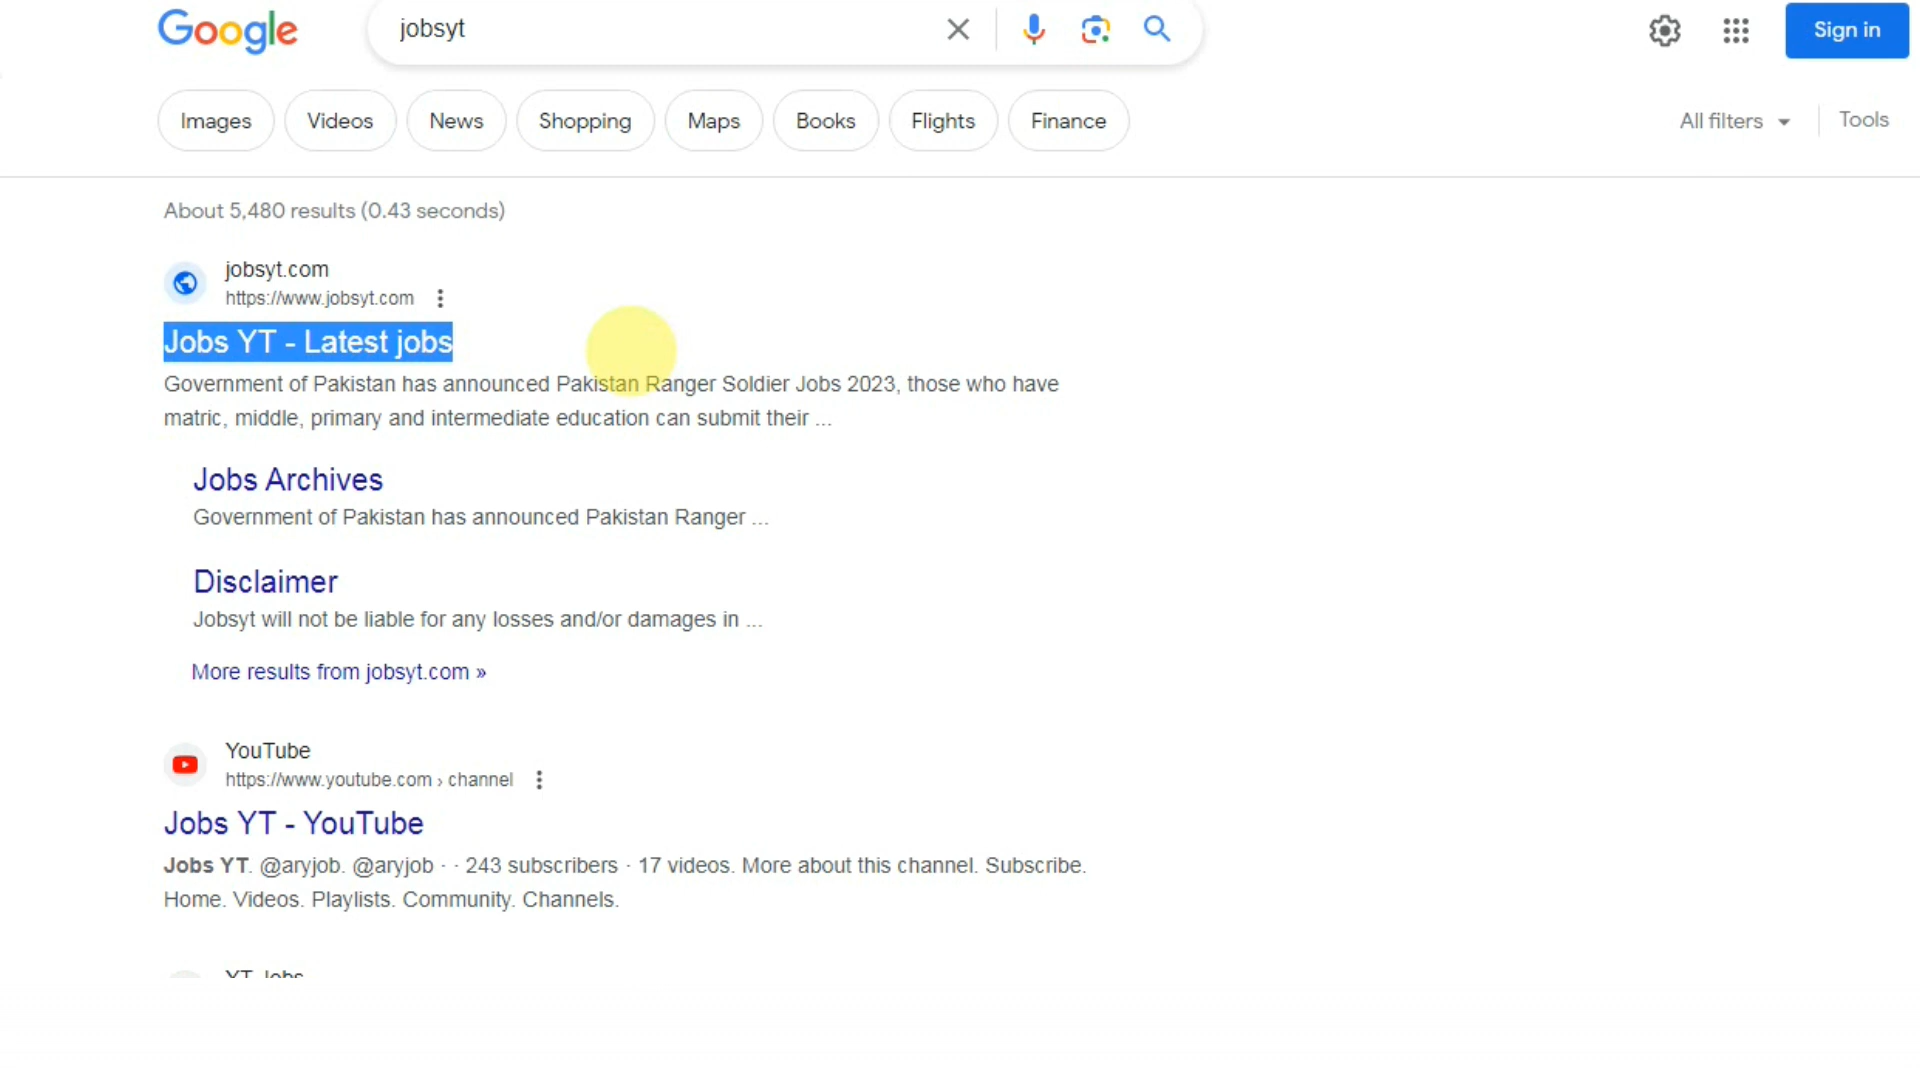 Google
jobsyt
Sign in
Images
Videos
News
Shopping
Maps
Books
Flights
Finance
All filters
Tools
About 5,480 results (0.43 seconds)
jobsyt.com
https://www.jobsyt.com
Jobs YT - Latest jobs
Government of Pakistan has announced Pakistan Ranger Soldier Jobs 2023, those who have
matric, middle, primary and intermediate education can submit their ...
Jobs Archives
Government of Pakistan has announced Pakistan Ranger ...
Disclaimer
Jobsyt will not be liable for any losses and/or damages in ...
More results from jobsyt.com »
YouTube
https://www.youtube.com › channel
Jobs YT - YouTube
Jobs YT. @aryjob. @aryjob · · 243 subscribers · 17 videos. More about this channel. Subscribe.
Home. Videos. Playlists. Community. Channels.
YT Jobs